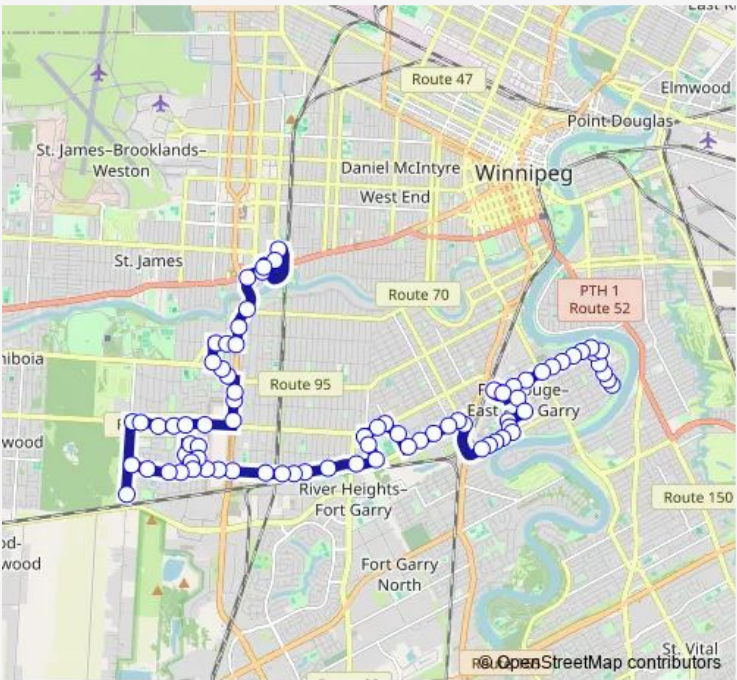 East K
Route 47
Elmwood
Point Douglas
St. James–Brooklands–
Weston
Daniel McIntyre
Winnipeg
West End
St. James
Route 70
PTH 1
Route 52
niboia
Route 95
East
Garry
wood
River Heights–
Fort Garry
Route 150
od-
wood
Fort Garry
North
St. Vital
© OpenStreetMap contributors